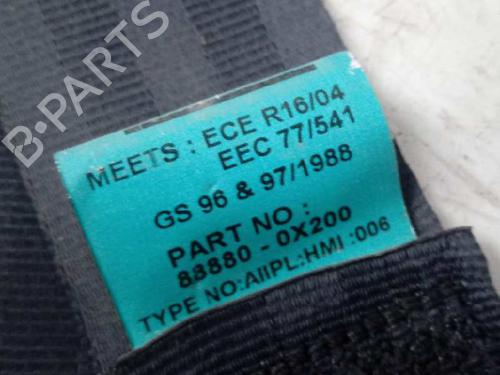 MEETS : ECE R16/04
EEC 77/541
GS 96 & 97/1988
PART NO :
88880 - 0X200
TYPE NO:AIIPL:HMI :006
B-PARTS